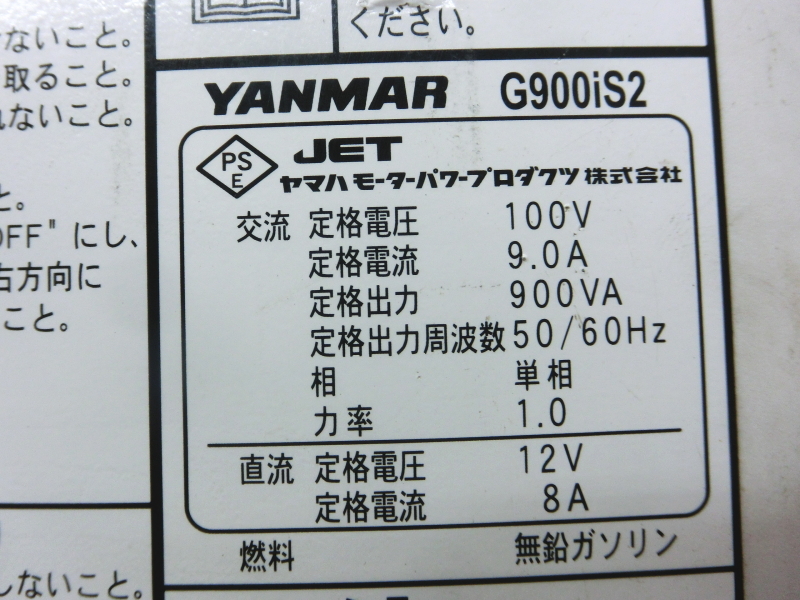 ないこと。
取ること。
れないこと。
と。
OFF" にし、
右方向に
こと。
しないこと。
ください。
YANMAR G900iS2
PS
E
JET
ヤマハモーターパワープロダクツ株式会社
交流 定格電圧 100V
定格電流 9.0A
定格出力 900VA
定格出力周波数 50/60Hz
相 単相
力率 1.0
直流 定格電圧 12V
定格電流 8A
燃料 無鉛ガソリン